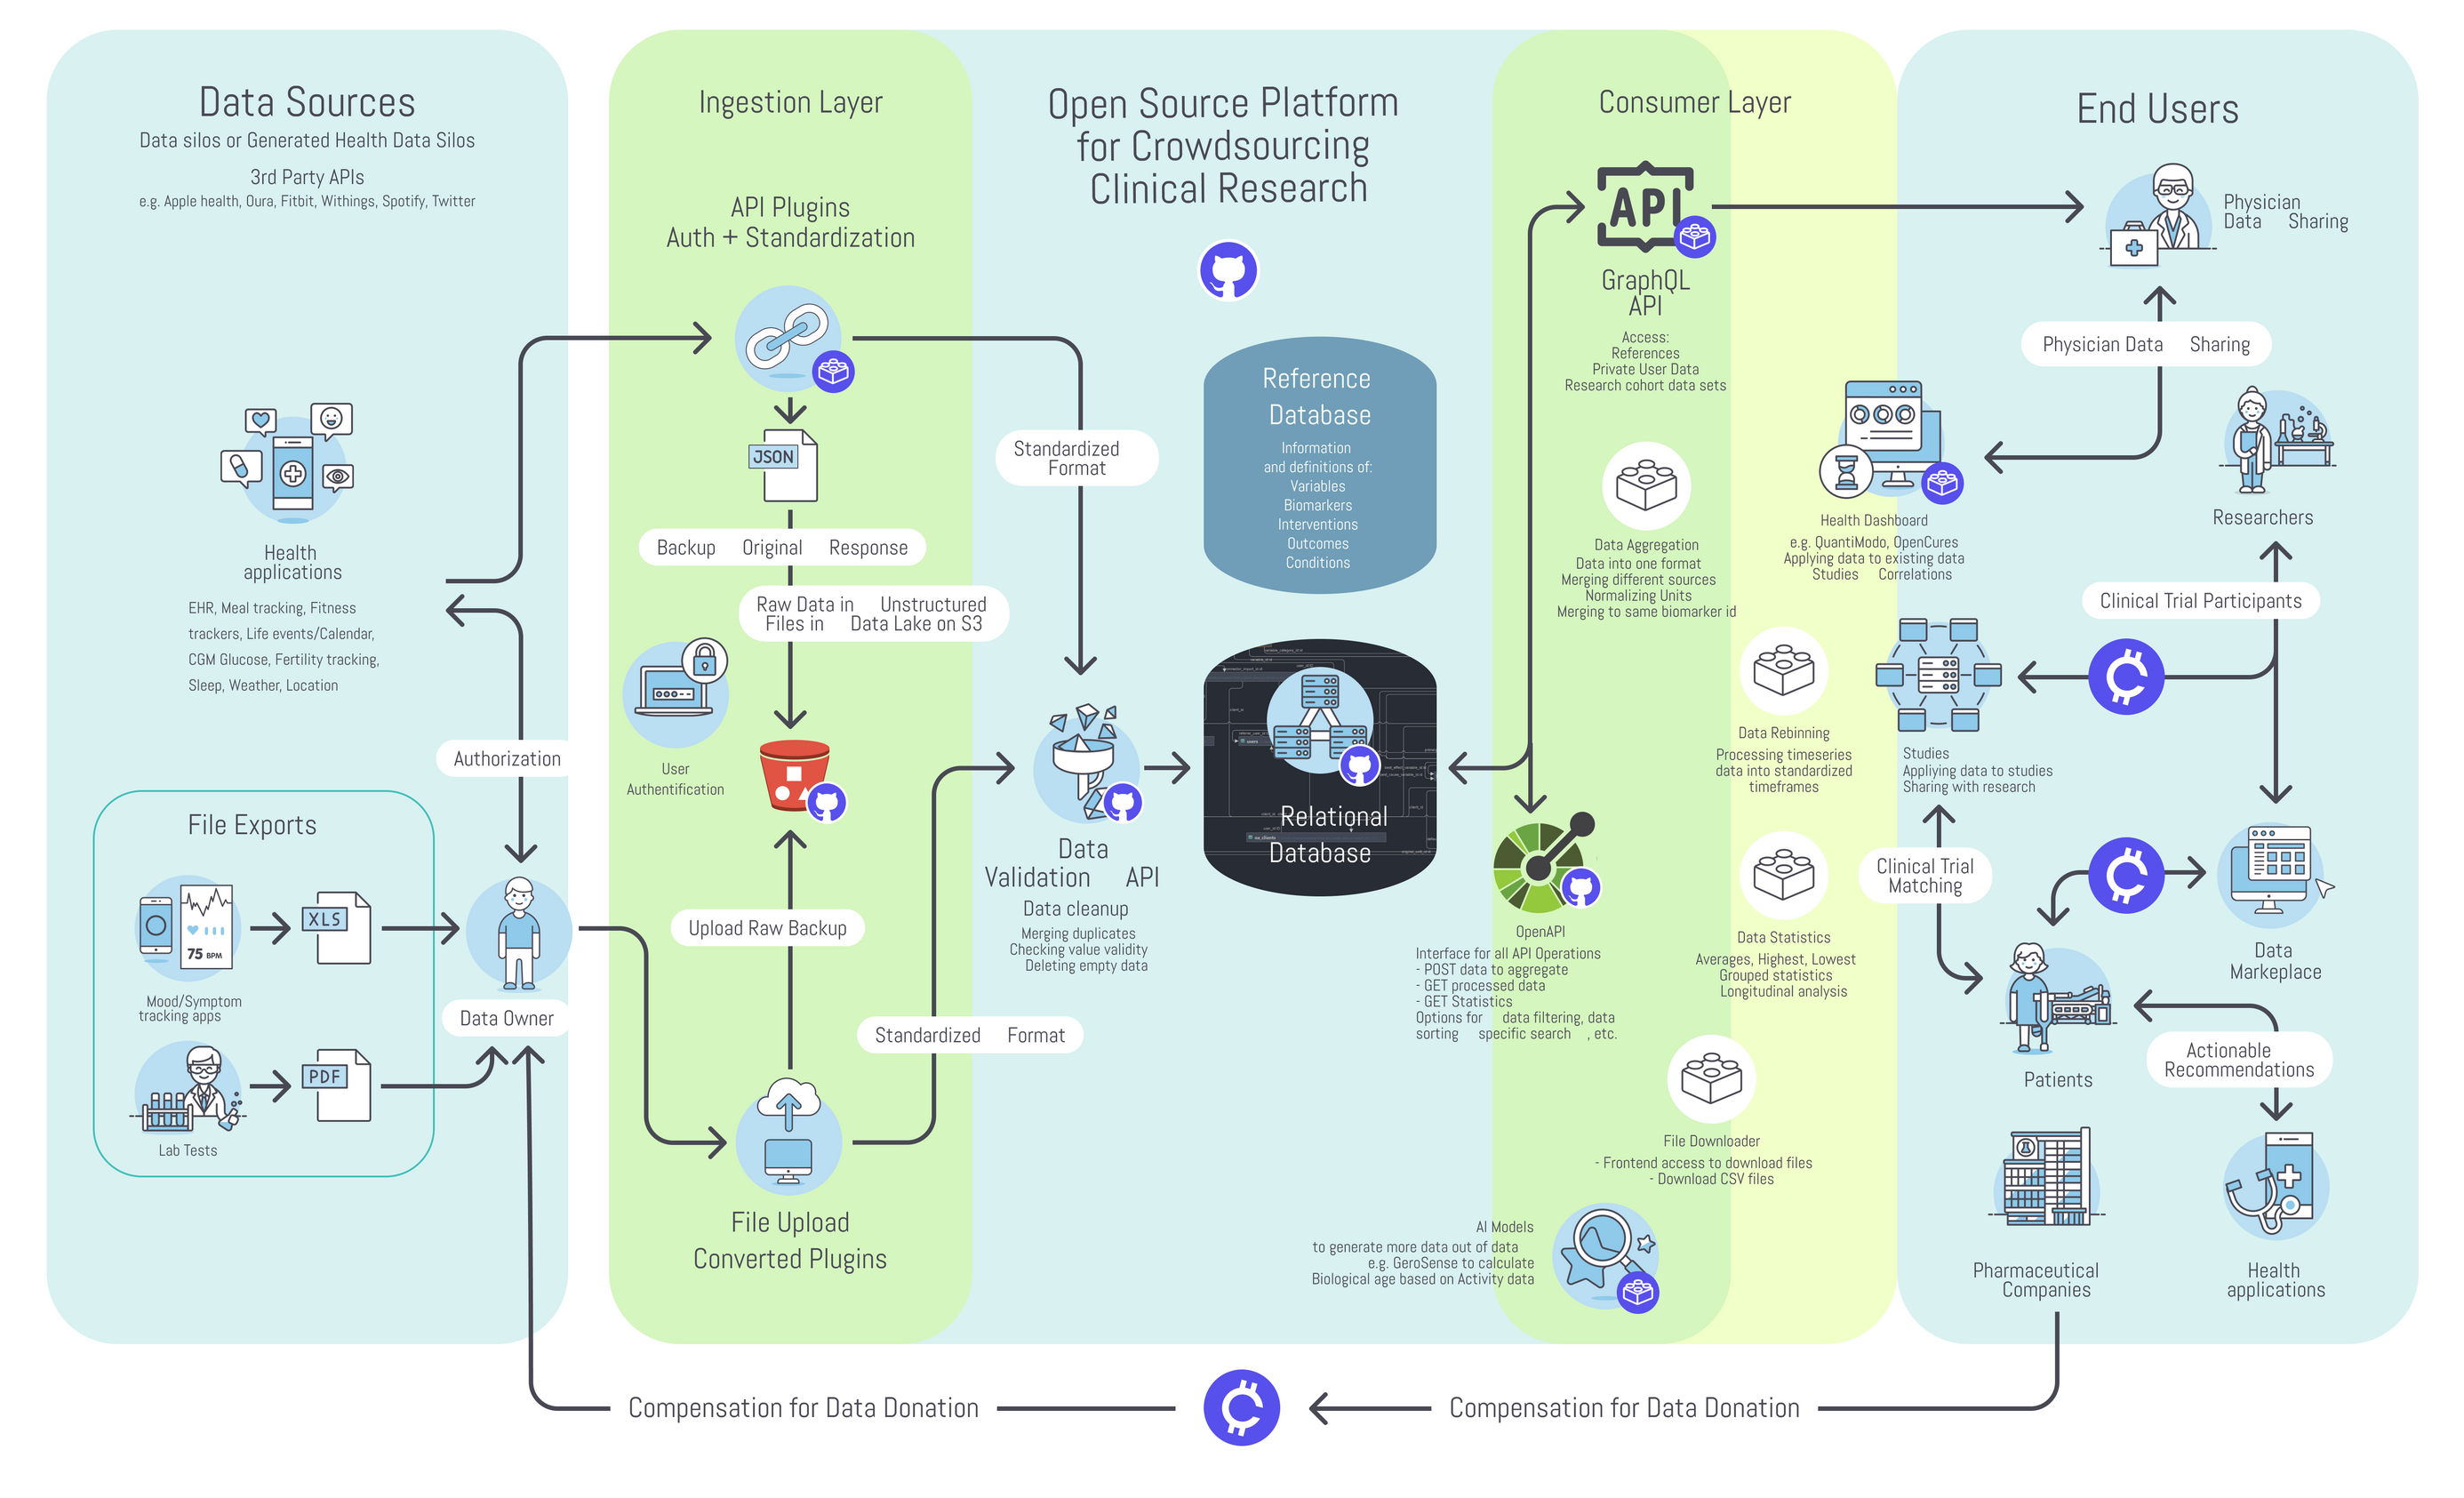 Data Sources
Data silos or Generated Health Data Silos
3rd Party APIs
e.g. Apple health, Oura, Fitbit, Withings, Spotify, Twitter
Health
applications
EHR, Meal tracking, Fitness
trackers, Life events/Calendar,
CGM Glucose, Fertility tracking,
Sleep, Weather, Location
Authorization
File Exports
75 BPM
XLS
Mood/Symptom
tracking apps
Data Owner
PDF
Lab Tests
Ingestion Layer
API Plugins
Auth + Standardization
JSON
Backup Original Response
Raw Data in Unstructured
Files in Data Lake on S3
User
Authentification
Upload Raw Backup
Standardized Format
File Upload
Converted Plugins
Open Source Platform
for Crowdsourcing
Clinical Research
Standardized
Format
Reference
Database
Information
and definitions of:
Variables
Biomarkers
Interventions
Outcomes
Conditions
Relational
Database
Data
Validation API
Data cleanup
Merging duplicates
Checking value validity
Deleting empty data
Consumer Layer
API
GraphQL
API
Access:
References
Private User Data
Research cohort data sets
Data Aggregation
Data into one format
Merging different sources
Normalizing Units
Merging to same biomarker id
Health Dashboard
e.g. QuantiModo, OpenCures
Applying data to existing data
Studies Correlations
Data Rebinning
Processing timeseries
data into standardized
timeframes
Studies
Appliying data to studies
Sharing with research
OpenAPI
Interface for all API Operations
- POST data to aggregate
- GET processed data
- GET Statistics
Options for data filtering, data
sorting specific search , etc.
Data Statistics
Averages, Highest, Lowest
Grouped statistics
Longitudinal analysis
File Downloader
- Frontend access to download files
- Download CSV files
AI Models
to generate more data out of data
e.g. GeroSense to calculate
Biological age based on Activity data
End Users
Physician
Data Sharing
Physician Data Sharing
Researchers
Clinical Trial Participants
Clinical Trial
Matching
Data
Markeplace
Patients
Actionable
Recommendations
Pharmaceutical
Companies
Health
applications
Compensation for Data Donation
Compensation for Data Donation